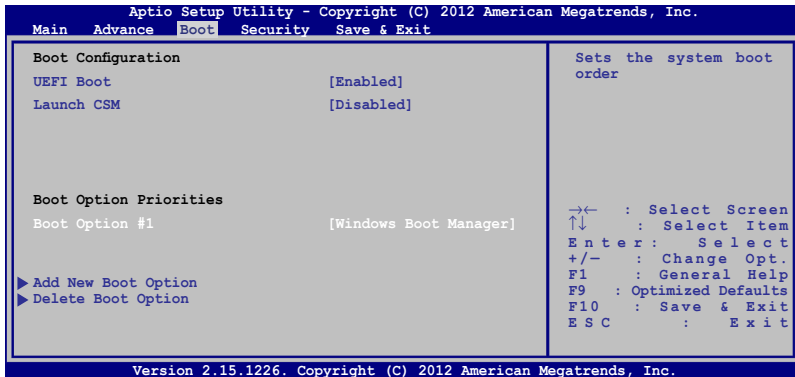 Aptio Setup Utility - Copyright (C) 2012 American Megatrends, Inc.
Main Advance Boot Security Save & Exit
Boot Configuration
UEFI Boot [Enabled]
Launch CSM [Disabled]
Boot Option Priorities
Boot Option #1 [Windows Boot Manager]
Add New Boot Option
Delete Boot Option
Sets the system boot
order
→← : Select Screen
↑↓ : Select Item
Enter: Select
+/— : Change Opt.
F1 : General Help
F9 : Optimized Defaults
F10 : Save & Exit
ESC : Exit
Version 2.15.1226. Copyright (C) 2012 American Megatrends, Inc.